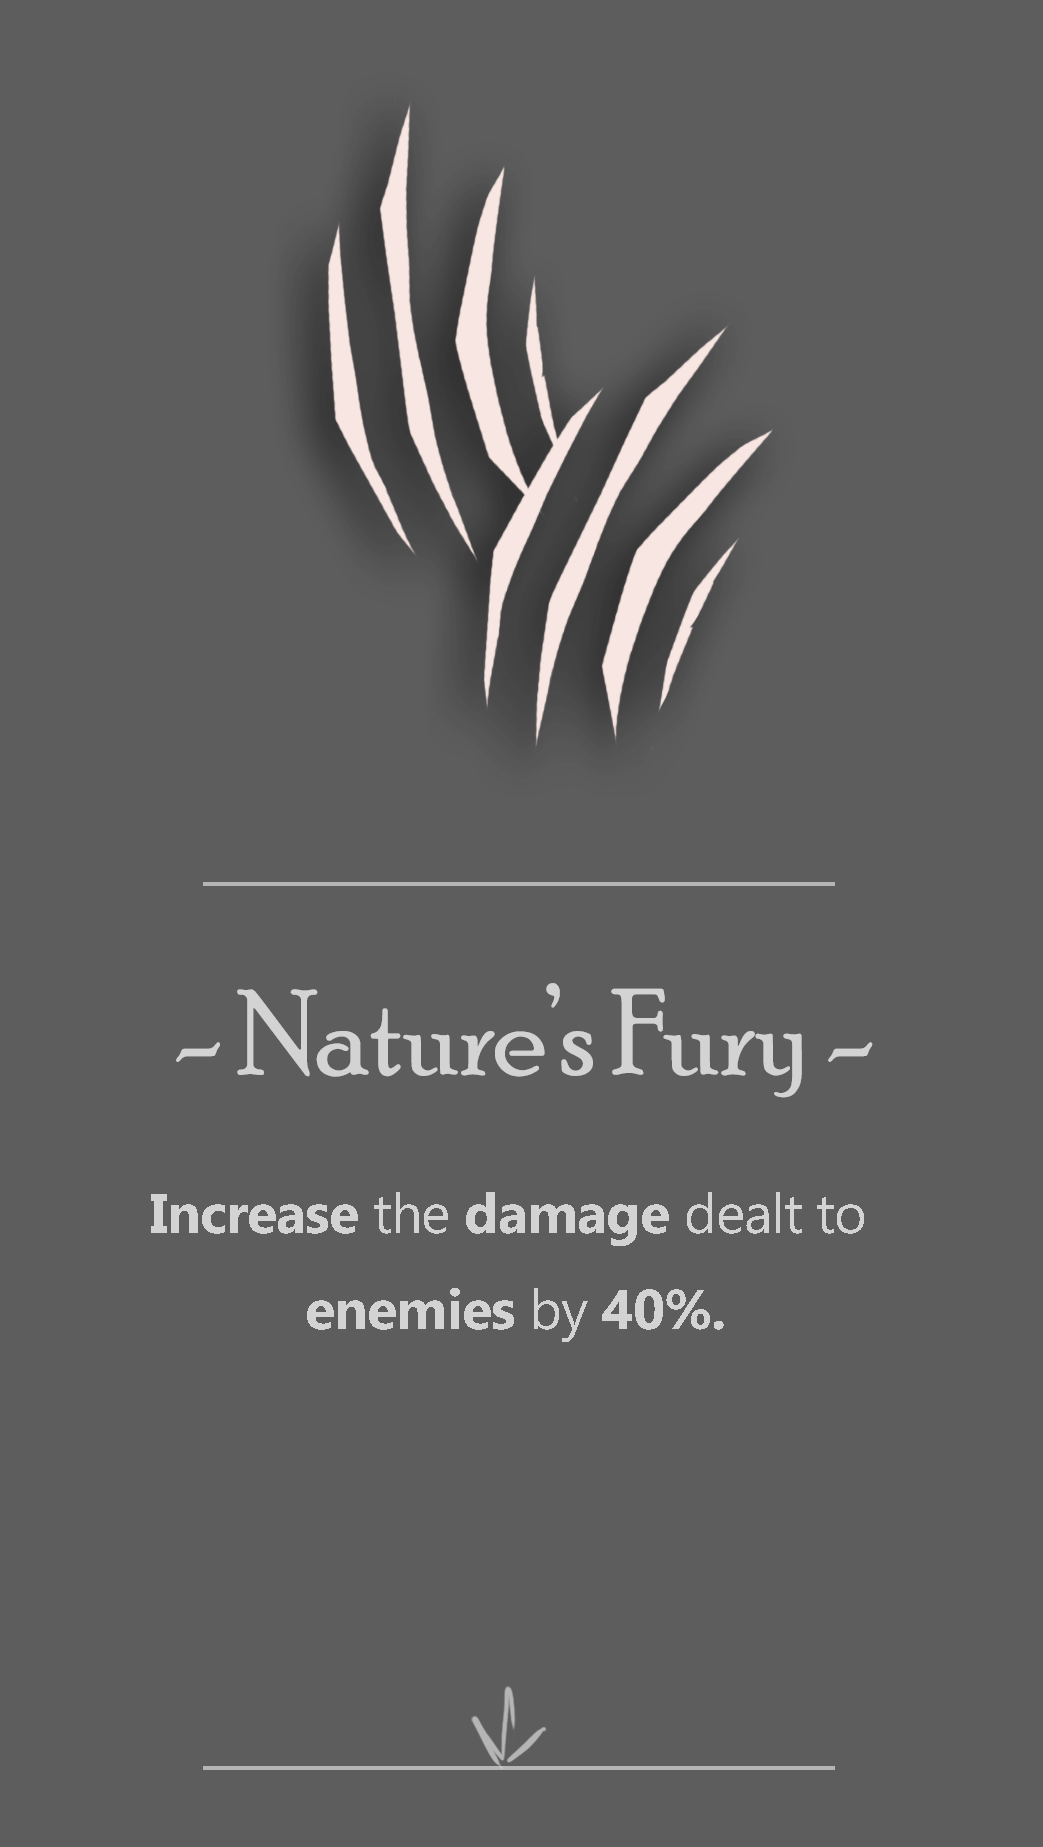 - Nature's Fury -
Increase the damage dealt to
enemies by 40%.